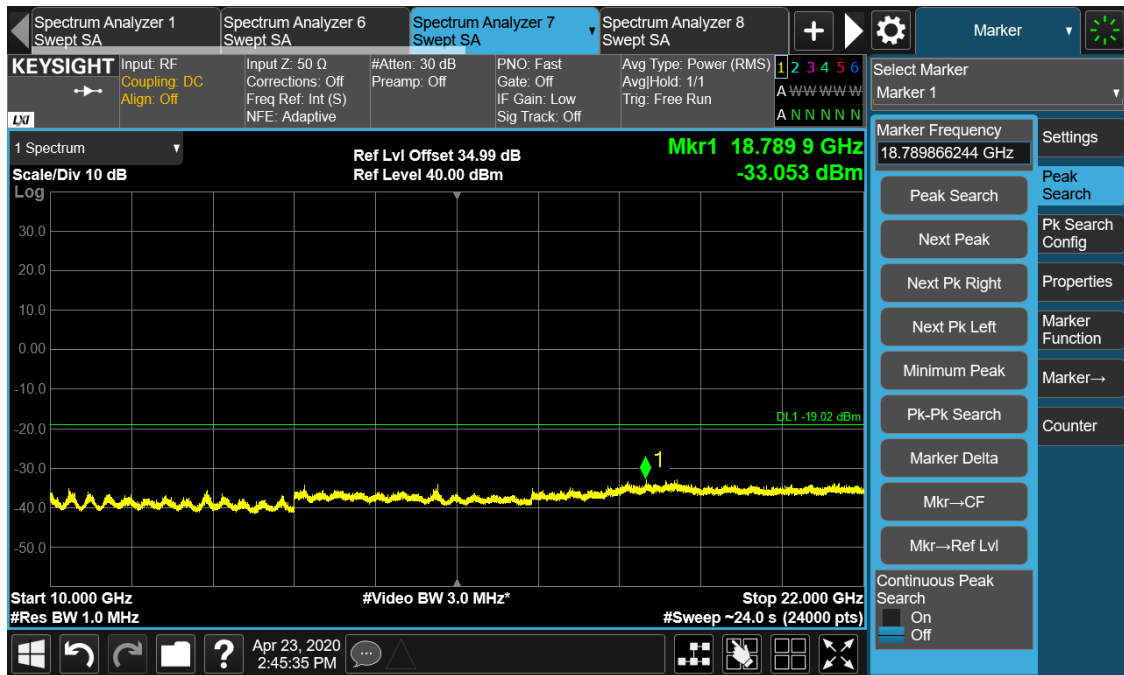 Spectrum Analyzer 1
Swept SA
Spectrum Analyzer 6
Swept SA
Spectrum Analyzer 7
Swept SA
Spectrum Analyzer 8
Swept SA
+
Marker
KEYSIGHT
LXI
Input: RF
Coupling: DC
Align: Off
Input Z: 50 Ω
Corrections: Off
Freq Ref: Int (S)
NFE: Adaptive
#Atten: 30 dB
Preamp: Off
PNO: Fast
Gate: Off
IF Gain: Low
Sig Track: Off
Avg Type: Power (RMS)
Avg|Hold: 1/1
Trig: Free Run
1 2 3 4 5 6
A W W W W W
A N N N N N
Select Marker
Marker 1
1 Spectrum
Scale/Div 10 dB
Log
Ref Lvl Offset 34.99 dB
Ref Level 40.00 dBm
Mkr1 18.789 9 GHz
-33.053 dBm
30.0
20.0
10.0
0.00
-10.0
-20.0
-30.0
-40.0
-50.0
DL1 -19.02 dBm
1
Start 10.000 GHz
#Res BW 1.0 MHz
#Video BW 3.0 MHz*
Stop 22.000 GHz
#Sweep ~24.0 s (24000 pts)
Marker Frequency
18.789866244 GHz
Peak Search
Next Peak
Next Pk Right
Next Pk Left
Minimum Peak
Pk-Pk Search
Marker Delta
Mkr→CF
Mkr→Ref Lvl
Continuous Peak
Search
On
Off
Settings
Peak
Search
Pk Search
Config
Properties
Marker
Function
Marker→
Counter
?
Apr 23, 2020
2:45:35 PM